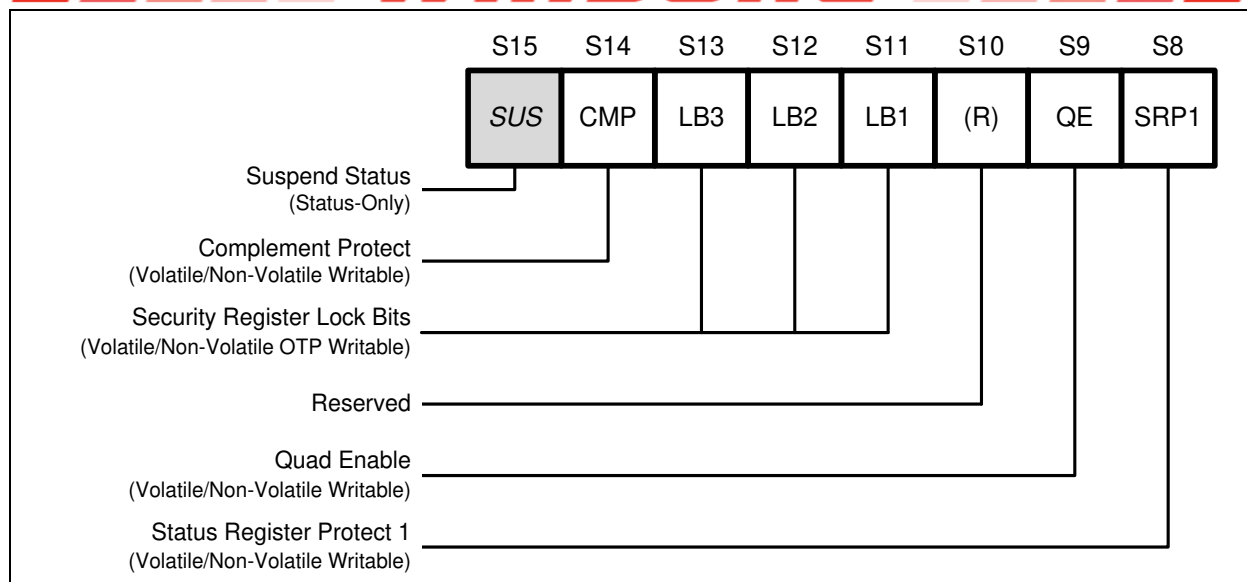 S15 S14 S13 S12 S11 S10 S9 S8
SUS CMP LB3 LB2 LB1 (R) QE SRP1
Suspend Status
(Status-Only)
Complement Protect
(Volatile/Non-Volatile Writable)
Security Register Lock Bits
(Volatile/Non-Volatile OTP Writable)
Reserved
Quad Enable
(Volatile/Non-Volatile Writable)
Status Register Protect 1
(Volatile/Non-Volatile Writable)